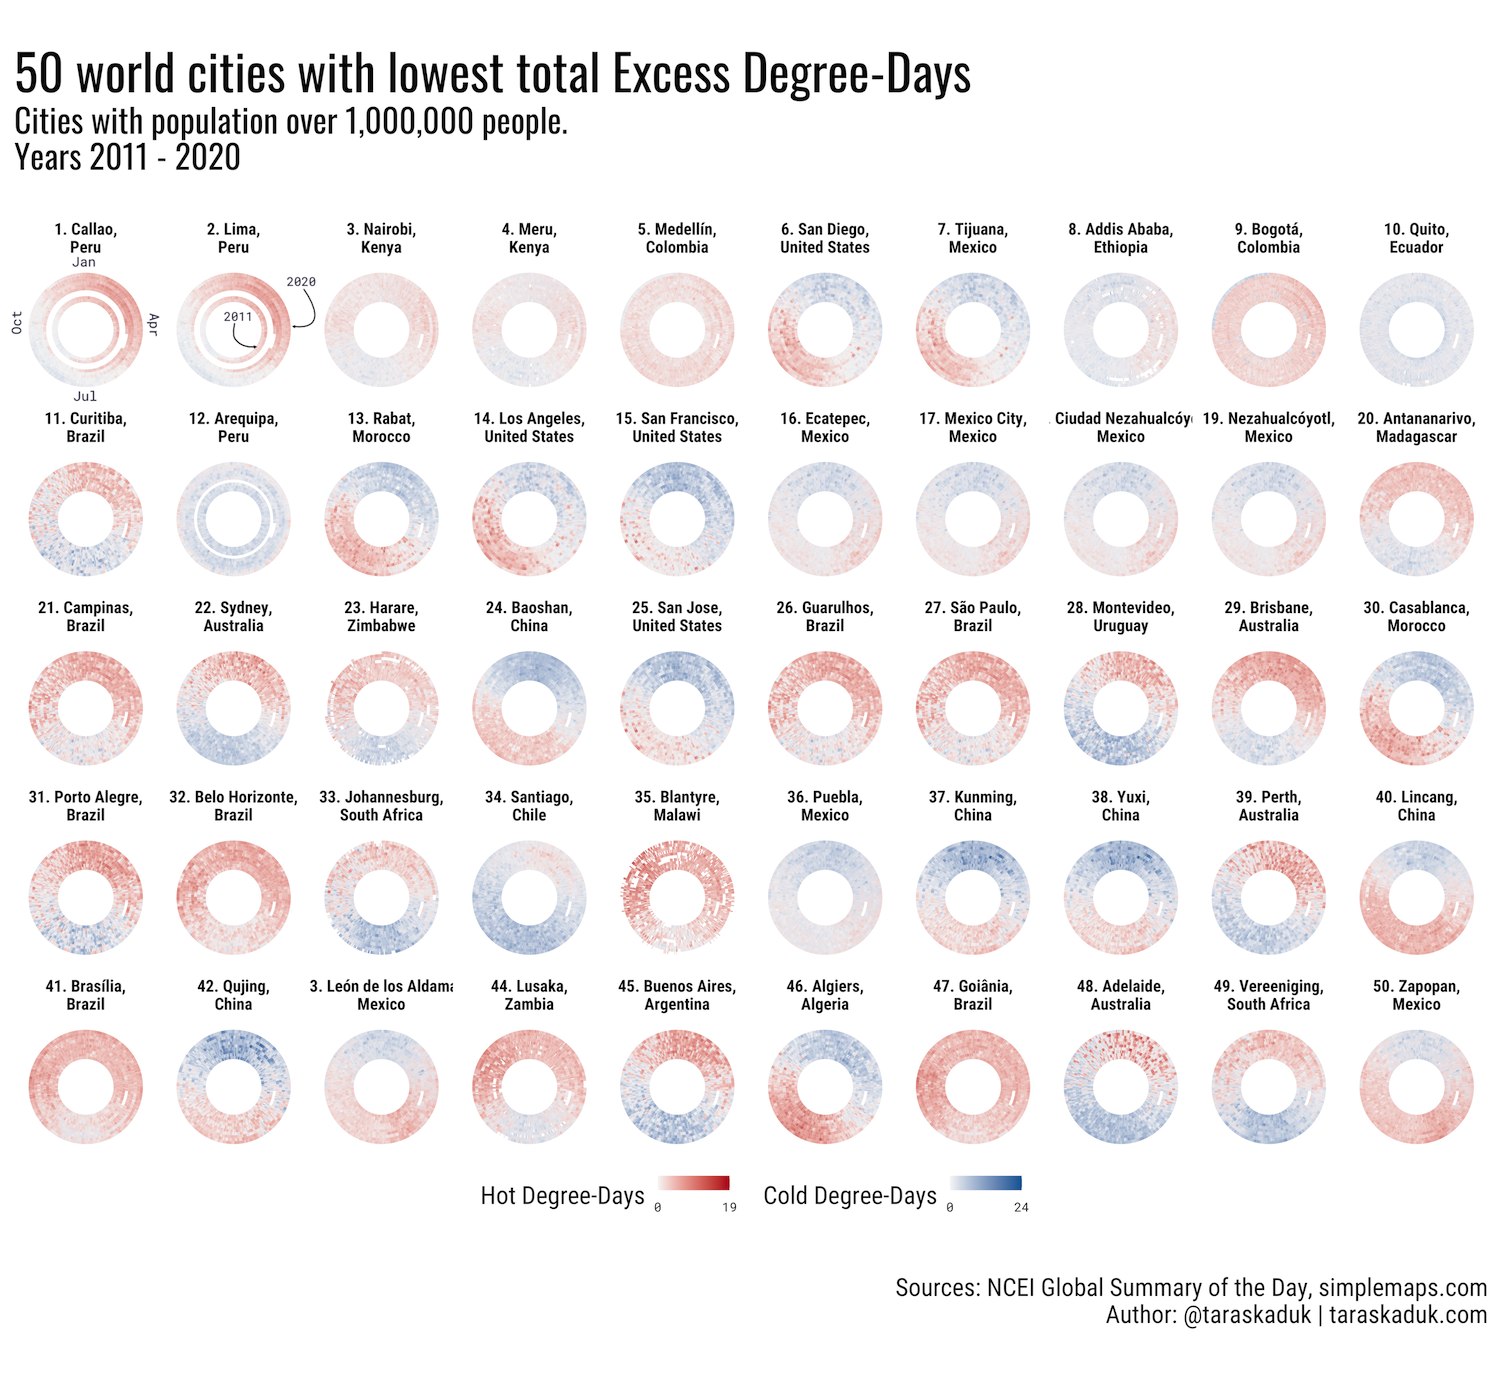 50 world cities with lowest total Excess Degree-Days
Cities with population over 1,000,000 people.
Years 2011 - 2020
1. Callao,
Peru
2. Lima,
Peru
3. Nairobi,
Kenya
4. Meru,
Kenya
5. Medellín,
Colombia
6. San Diego,
United States
7. Tijuana,
Mexico
8. Addis Ababa,
Ethiopia
9. Bogotá,
Colombia
10. Quito,
Ecuador
Jan
Oct
Apr
Jul
2020
2011
11. Curitiba,
Brazil
12. Arequipa,
Peru
13. Rabat,
Morocco
14. Los Angeles,
United States
15. San Francisco,
United States
16. Ecatepec,
Mexico
17. Mexico City,
Mexico
. Ciudad Nezahualcóy
Mexico
19. Nezahualcóyotl,
Mexico
20. Antananarivo,
Madagascar
21. Campinas,
Brazil
22. Sydney,
Australia
23. Harare,
Zimbabwe
24. Baoshan,
China
25. San Jose,
United States
26. Guarulhos,
Brazil
27. São Paulo,
Brazil
28. Montevideo,
Uruguay
29. Brisbane,
Australia
30. Casablanca,
Morocco
31. Porto Alegre,
Brazil
32. Belo Horizonte,
Brazil
33. Johannesburg,
South Africa
34. Santiago,
Chile
35. Blantyre,
Malawi
36. Puebla,
Mexico
37. Kunming,
China
38. Yuxi,
China
39. Perth,
Australia
40. Lincang,
China
41. Brasília,
Brazil
42. Qujing,
China
3. León de los Aldama
Mexico
44. Lusaka,
Zambia
45. Buenos Aires,
Argentina
46. Algiers,
Algeria
47. Goiânia,
Brazil
48. Adelaide,
Australia
49. Vereeniging,
South Africa
50. Zapopan,
Mexico
Hot Degree-Days
0 19
Cold Degree-Days
0 24
Sources: NCEI Global Summary of the Day, simplemaps.com
Author: @taraskaduk | taraskaduk.com